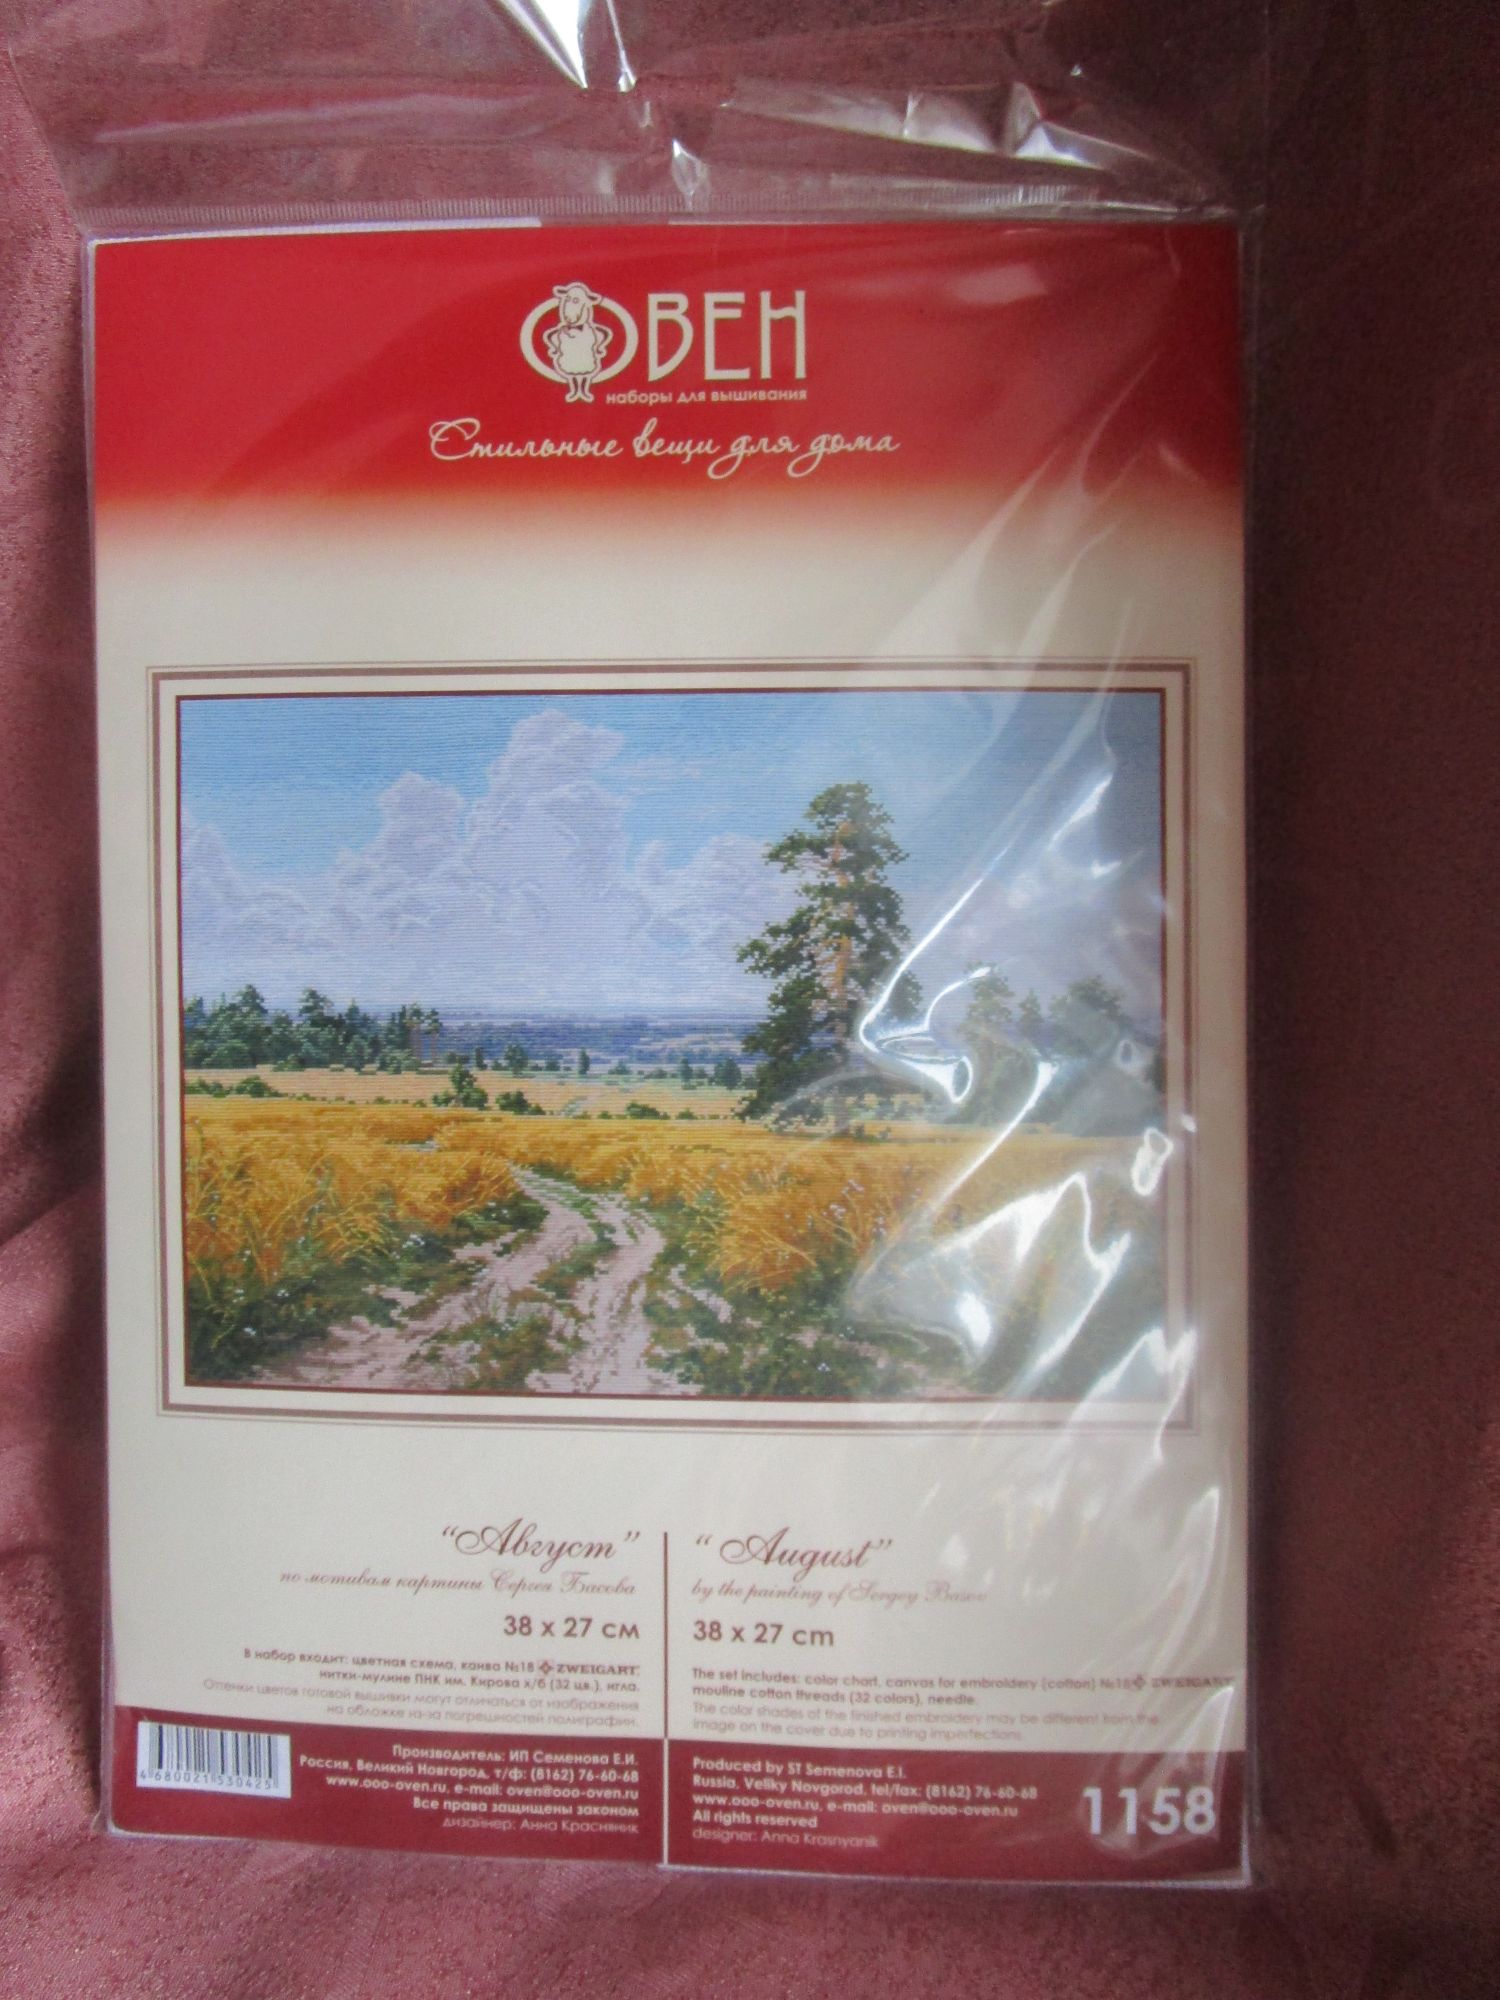 ОВЕН
наборы для вышивания
Стильные вещи для дома
“Август”
по мотивам картины Сергея Басова
38 х 27 см
В набор входит: цветная схема, канва №18 ZWEIGART,
нитки-мулине ПНК им. Кирова х/б (32 цв.), игла.
Оттенки цветов готовой вышивки могут отличаться от изображения
на обложке из-за погрешностей полиграфии.
“August”
by the painting of Sergey Basov
38 x 27 cm
The set includes: color chart, canvas for embroidery (cotton) №18 ZWEIGART,
mouline cotton threads (32 colors), needle.
The color shades of the finished embroidery may be different from the
image on the cover due to printing imperfections.
4 680021 530425
Производитель: ИП Семенова Е.И.
Россия, Великий Новгород, т/ф: (8162) 76-60-68
www.ooo-oven.ru, e-mail: oven@ooo-oven.ru
Все права защищены законом
дизайнер: Анна Красняник
Produced by ST Semenova E.I.
Russia, Veliky Novgorod, tel/fax: (8162) 76-60-68
www.ooo-oven.ru, e-mail: oven@ooo-oven.ru
All rights reserved
designer: Anna Krasnyanik
1158